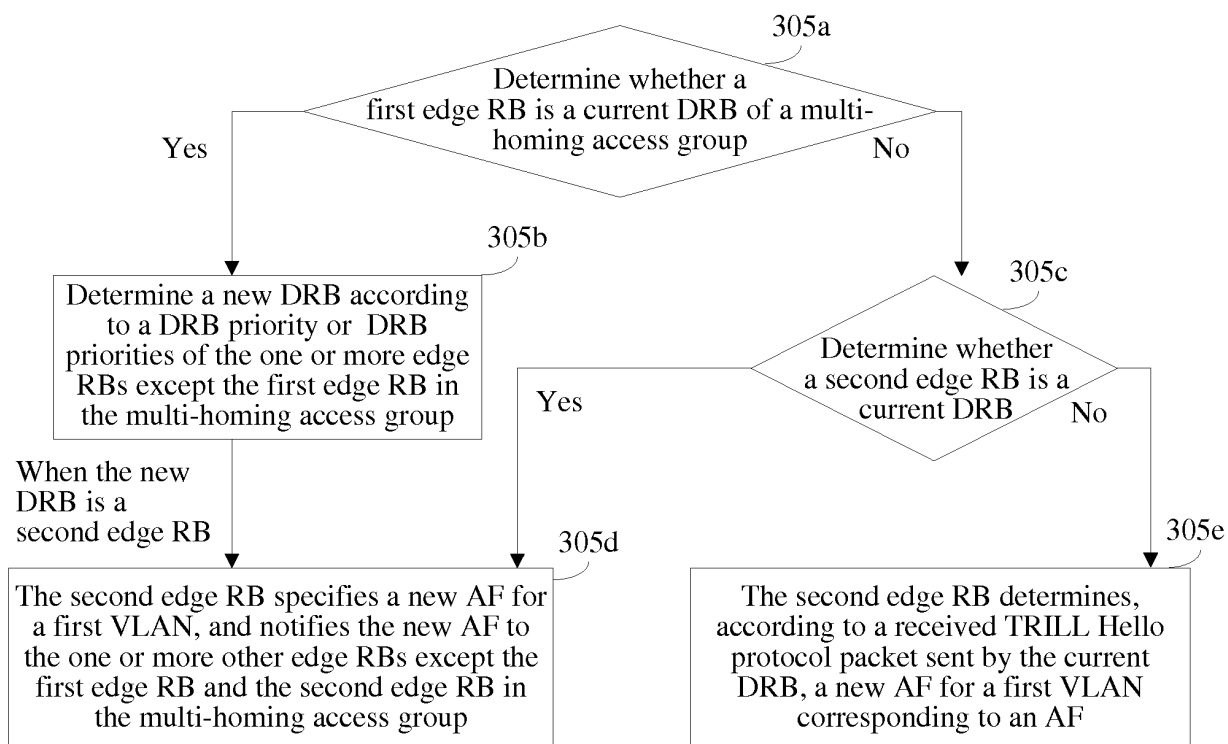 305a
Determine whether a
first edge RB is a current DRB of a multi-
homing access group
Yes
No
305b
Determine a new DRB according
to a DRB priority or DRB
priorities of the one or more edge
RBs except the first edge RB in
the multi-homing access group
305c
Determine whether
a second edge RB is a
current DRB
Yes
No
When the new
DRB is a
second edge RB
305d
The second edge RB specifies a new AF for
a first VLAN, and notifies the new AF to
the one or more other edge RBs except the
first edge RB and the second edge RB in
the multi-homing access group
305e
The second edge RB determines,
according to a received TRILL Hello
protocol packet sent by the current
DRB, a new AF for a first VLAN
corresponding to an AF